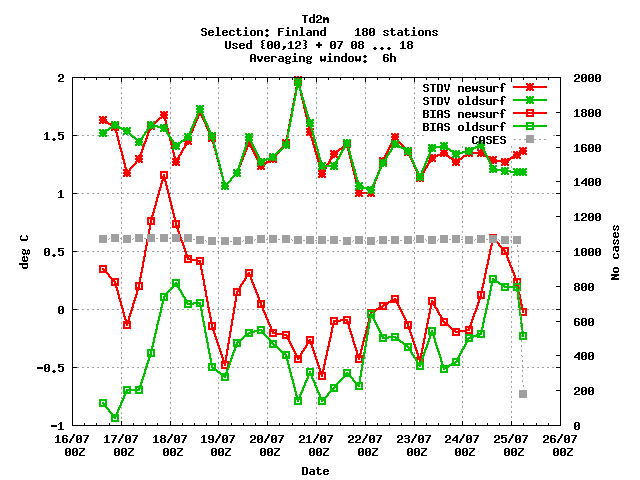 Td2m
Selection: Finland    180 stations
Used {00,12} + 07 08 ... 18
Averaging window:  6h
STDV newsurf
STDV oldsurf
BIAS newsurf
BIAS oldsurf
CASES
deg C
2
1.5
1
0.5
0
-0.5
-1
No cases
2000
1800
1600
1400
1200
1000
800
600
400
200
0
16/07 17/07 18/07 19/07 20/07 21/07 22/07 23/07 24/07 25/07 26/07
00Z 00Z 00Z 00Z 00Z 00Z 00Z 00Z 00Z 00Z 00Z
Date